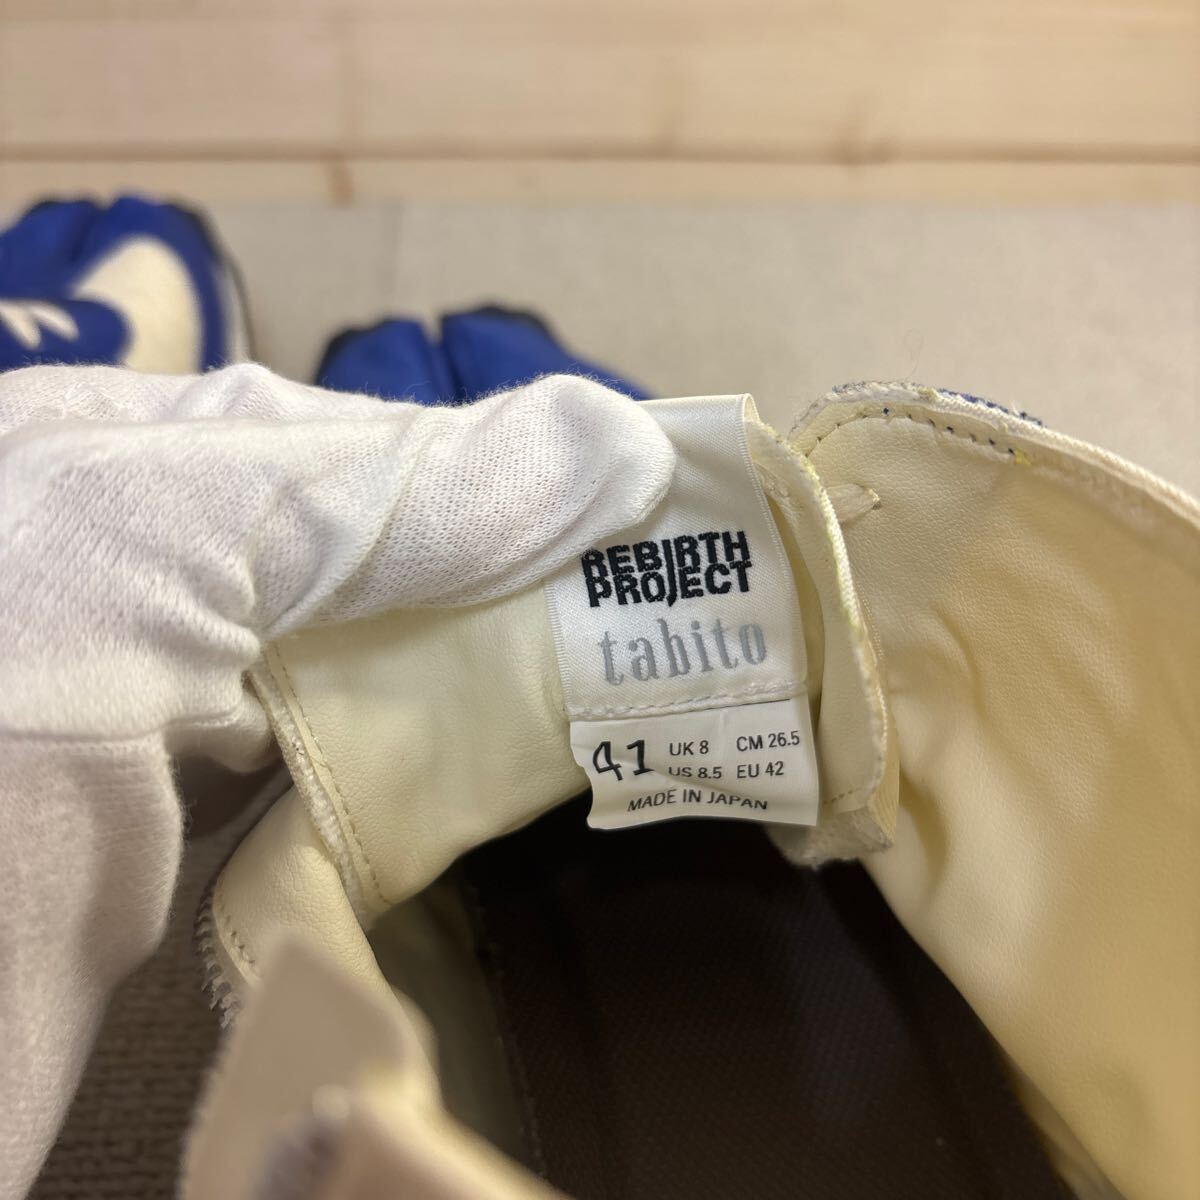 REBIRTH
PROJECT
tabito
41 UK 8 CM 26.5
US 8.5 EU 42
MADE IN JAPAN